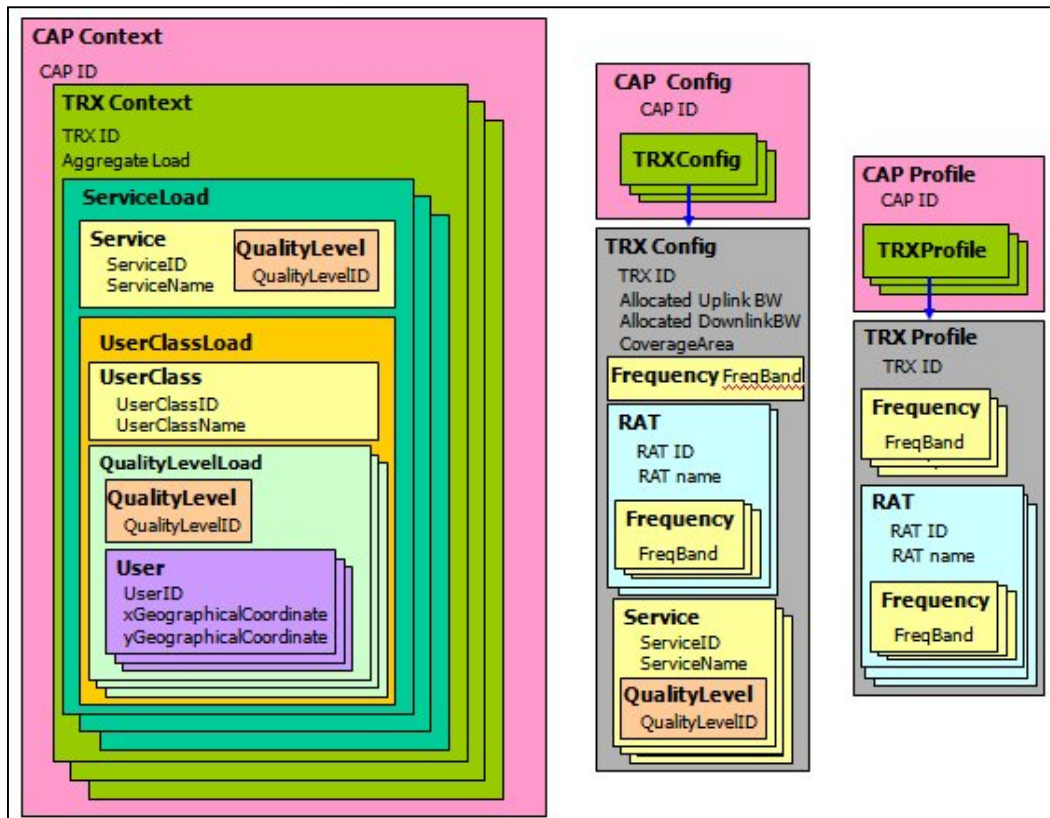 CAP Context
CAP ID
TRX Context
TRX ID
Aggregate Load
ServiceLoad
Service
ServiceID
ServiceName
QualityLevel
QualityLevelID
UserClassLoad
UserClass
UserClassID
UserClassName
QualityLevelLoad
QualityLevel
QualityLevelID
User
UserID
xGeographicalCoordinate
yGeographicalCoordinate
CAP Config
CAP ID
TRXConfig
TRX Config
TRX ID
Allocated Uplink BW
Allocated DownlinkBW
CoverageArea
Frequency FreqBand
RAT
RAT ID
RAT name
Frequency
FreqBand
Service
ServiceID
ServiceName
QualityLevel
QualityLevelID
CAP Profile
CAP ID
TRXProfile
TRX Profile
TRX ID
Frequency
FreqBand
RAT
RAT ID
RAT name
Frequency
FreqBand